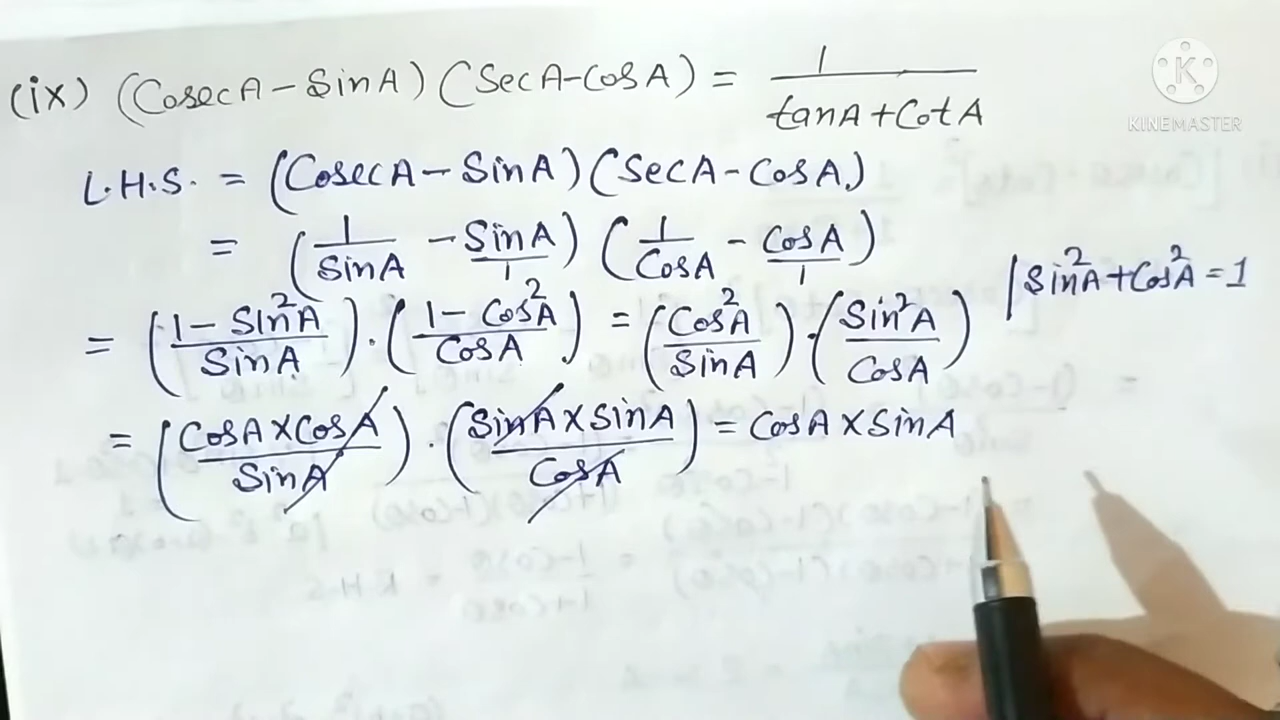 (ix) (CosecA - SinA) (SecA - CosA) = 1/(tanA + CotA)
L.H.S. = (CosecA - SinA) (SecA - CosA)
= (1/SinA - SinA/1) (1/CosA - CosA/1)
|Sin²A + Cos²A = 1
= (1 - Sin²A/SinA) . (1 - Cos²A/CosA) = (Cos²A/SinA) . (Sin²A/CosA)
= (CosA × CosA/SinA) . (SinA × SinA/CosA) = CosA × SinA
K
KINEMASTER